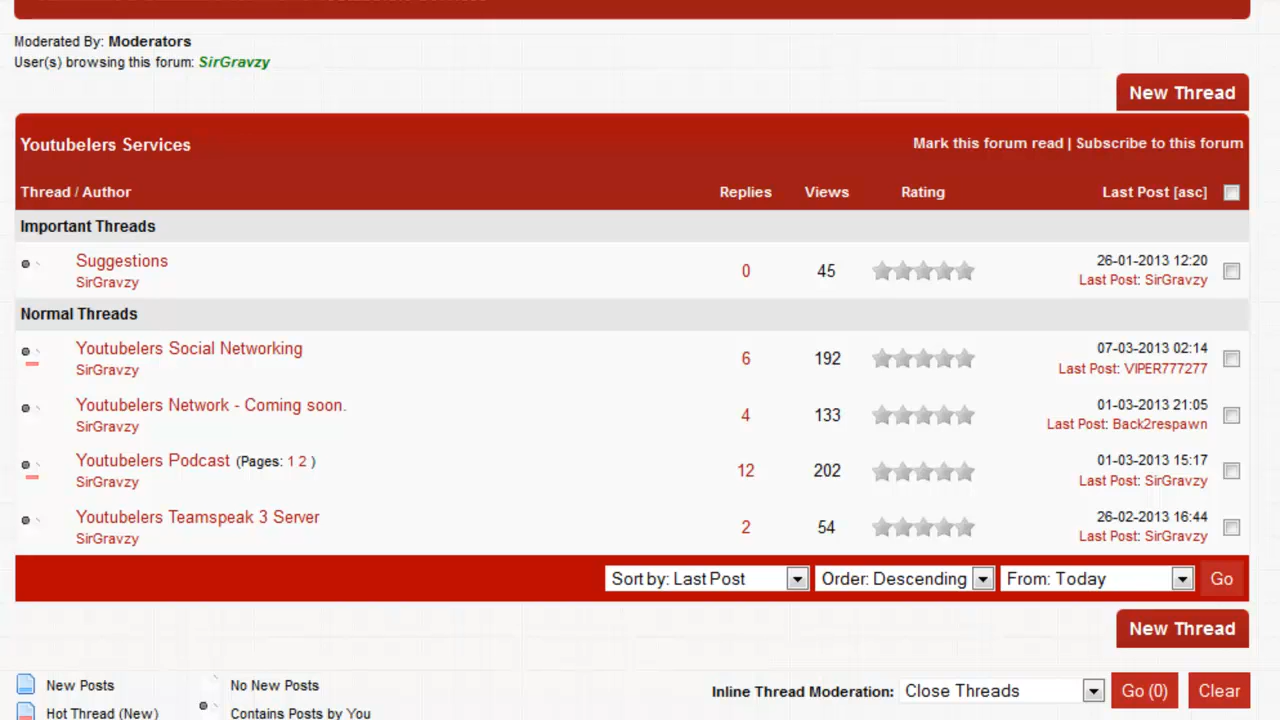 Moderated By: Moderators
User(s) browsing this forum: SirGravzy
New Thread
Youtubelers Services
Mark this forum read | Subscribe to this forum
Thread / Author Replies Views Rating Last Post [asc]
Important Threads
Suggestions 0 45 26-01-2013 12:20
SirGravzy Last Post: SirGravzy
Normal Threads
Youtubelers Social Networking 6 192 07-03-2013 02:14
SirGravzy Last Post: VIPER777277
Youtubelers Network - Coming soon. 4 133 01-03-2013 21:05
SirGravzy Last Post: Back2respawn
Youtubelers Podcast (Pages: 1 2 ) 12 202 01-03-2013 15:17
SirGravzy Last Post: SirGravzy
Youtubelers Teamspeak 3 Server 2 54 26-02-2013 16:44
SirGravzy Last Post: SirGravzy
Sort by: Last Post Order: Descending From: Today Go
New Thread
New Posts No New Posts
Inline Thread Moderation: Close Threads Go (0) Clear
Hot Thread (New) Contains Posts by You